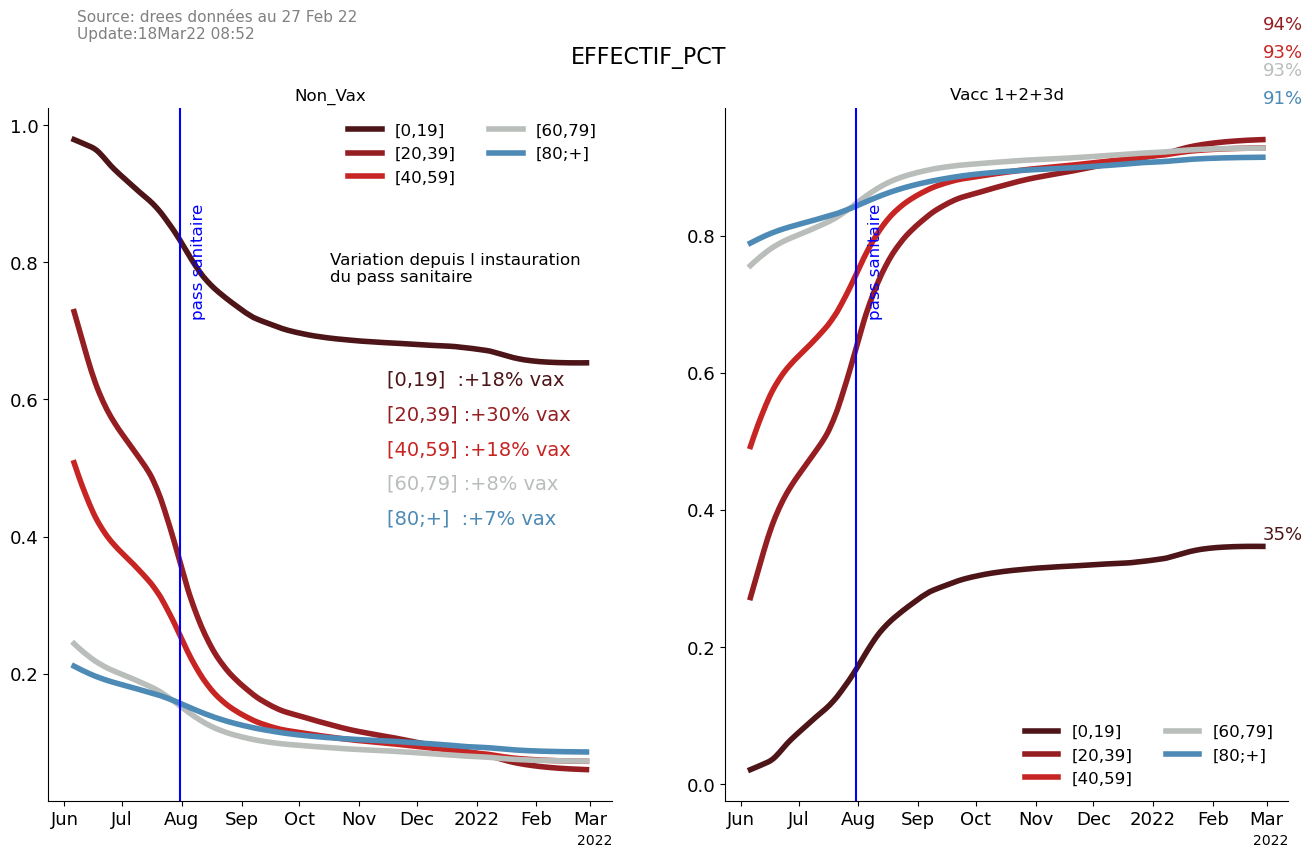 Source: drees données au 27 Feb 22
Update:18Mar22 08:52
EFFECTIF_PCT
94%
93%
93%
91%
Non_Vax
1.0
0.8
0.6
0.4
0.2
[0,19]
[20,39]
[40,59]
[60,79]
[80;+]
pass sanitaire
Variation depuis l instauration
du pass sanitaire
[0,19]  :+18% vax
[20,39] :+30% vax
[40,59] :+18% vax
[60,79] :+8% vax
[80;+]  :+7% vax
Jun Jul Aug Sep Oct Nov Dec 2022 Feb Mar
2022
Vacc 1+2+3d
0.8
0.6
0.4
0.2
0.0
pass sanitaire
35%
[0,19]
[20,39]
[40,59]
[60,79]
[80;+]
Jun Jul Aug Sep Oct Nov Dec 2022 Feb Mar
2022